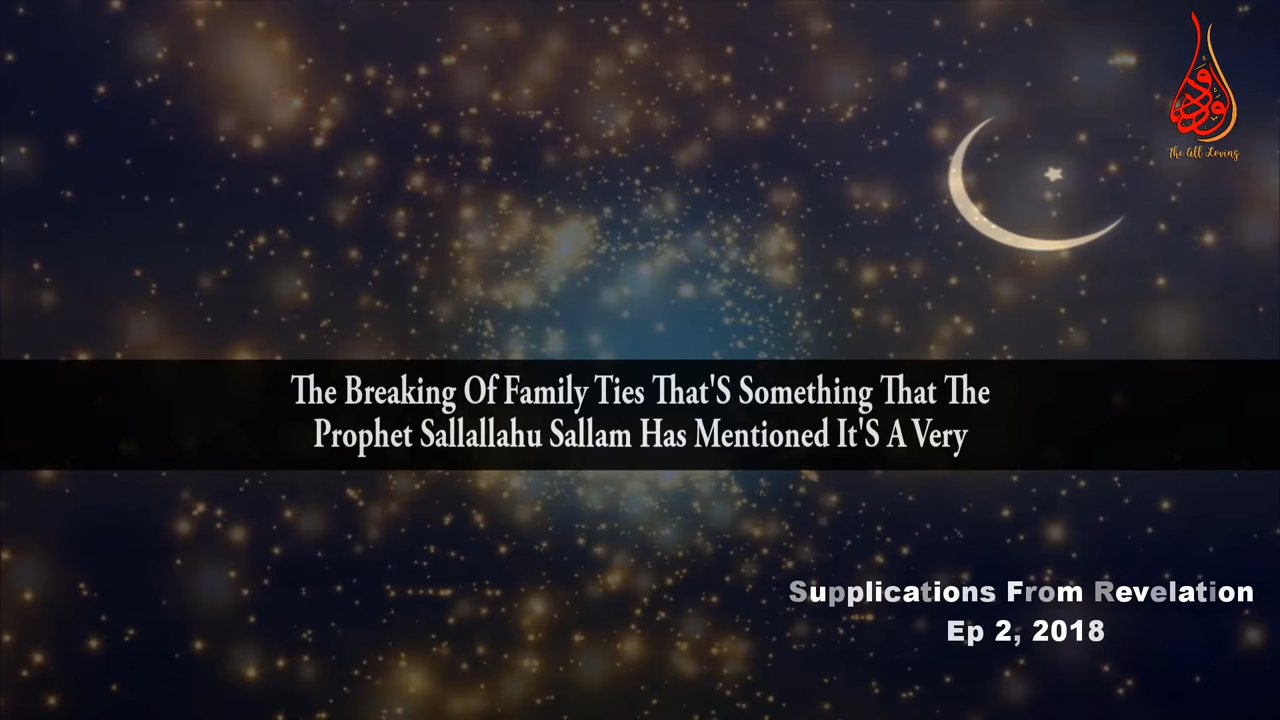 الودود
The All Loving
The Breaking Of Family Ties That'S Something That The
Prophet Sallallahu Sallam Has Mentioned It'S A Very
Supplications From Revelation
Ep 2, 2018